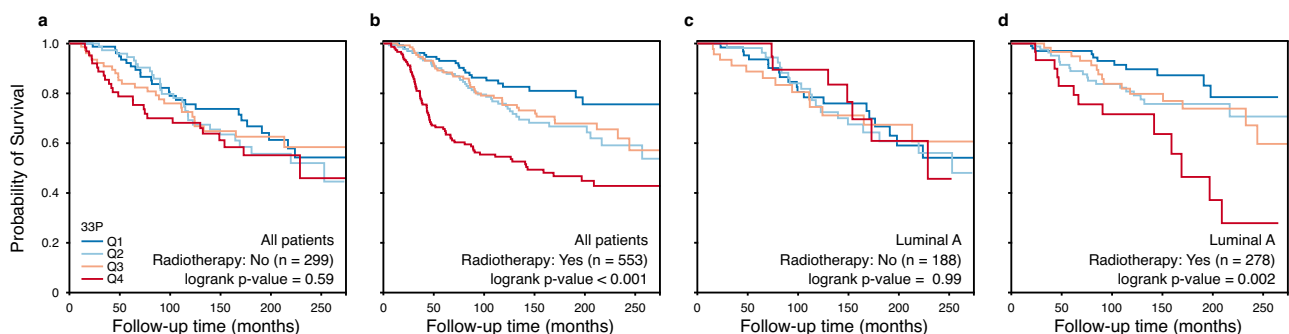 a
b
c
d
Probability of Survival
1.0
0.8
0.6
0.4
0.2
0
33P
Q1
Q2
Q3
Q4
All patients
Radiotherapy: No (n = 299)
logrank p-value = 0.59
0 50 100 150 200 250
Follow-up time (months)
All patients
Radiotherapy: Yes (n = 553)
logrank p-value < 0.001
0 50 100 150 200 250
Follow-up time (months)
Luminal A
Radiotherapy: No (n = 188)
logrank p-value = 0.99
0 50 100 150 200 250
Follow-up time (months)
Luminal A
Radiotherapy: Yes (n = 278)
logrank p-value = 0.002
0 50 100 150 200 250
Follow-up time (months)